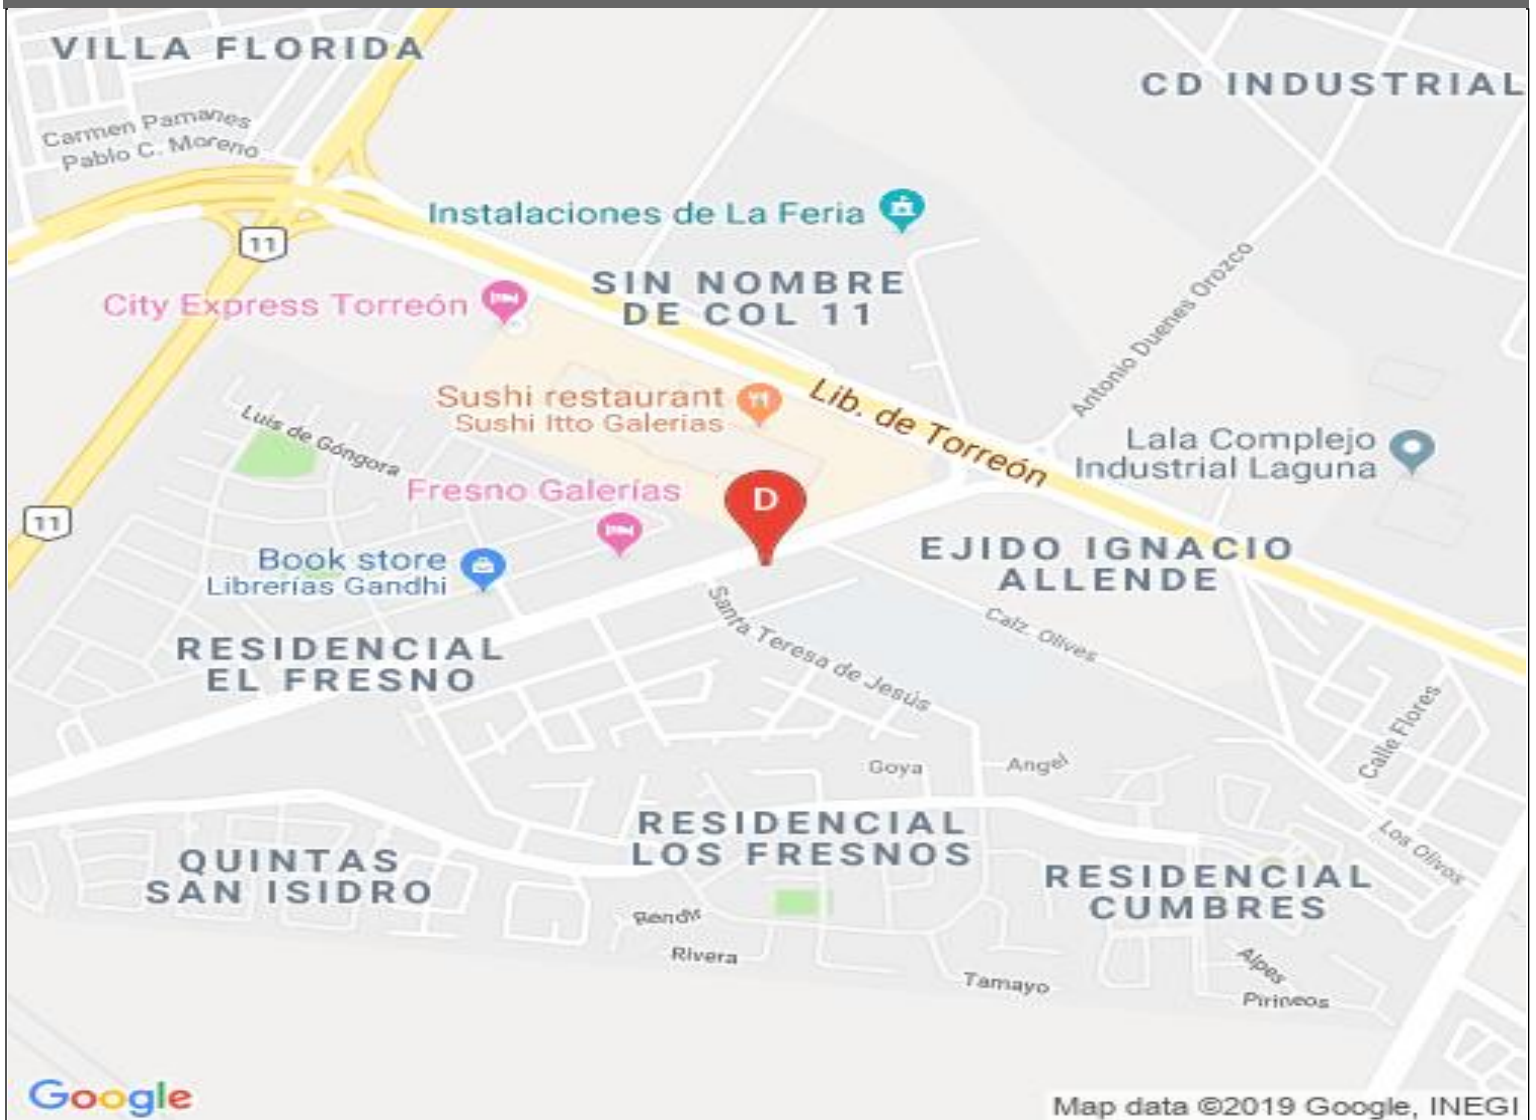 VILLA FLORIDA
CD INDUSTRIAL
Carmen Pamanes
Pablo C. Moreno
Instalaciones de La Feria
11
SIN NOMBRE
DE COL 11
City Express Torreón
Antonio Duenes Orozco
Sushi restaurant
Sushi Itto Galerias
Lib. de Torreón
Luis de Góngora
Lala Complejo
Industrial Laguna
Fresno Galerías
D
11
EJIDO IGNACIO
ALLENDE
Book store
Librerías Gandhi
Santa Teresa de Jesús
Calz. Olives
RESIDENCIAL
EL FRESNO
Calle Flores
Goya
Angel
RESIDENCIAL
LOS FRESNOS
Los Olivos
QUINTAS
SAN ISIDRO
RESIDENCIAL
CUMBRES
Rivera
Alpes
Tamayo
Pirineos
Google
Map data ©2019 Google, INEGI